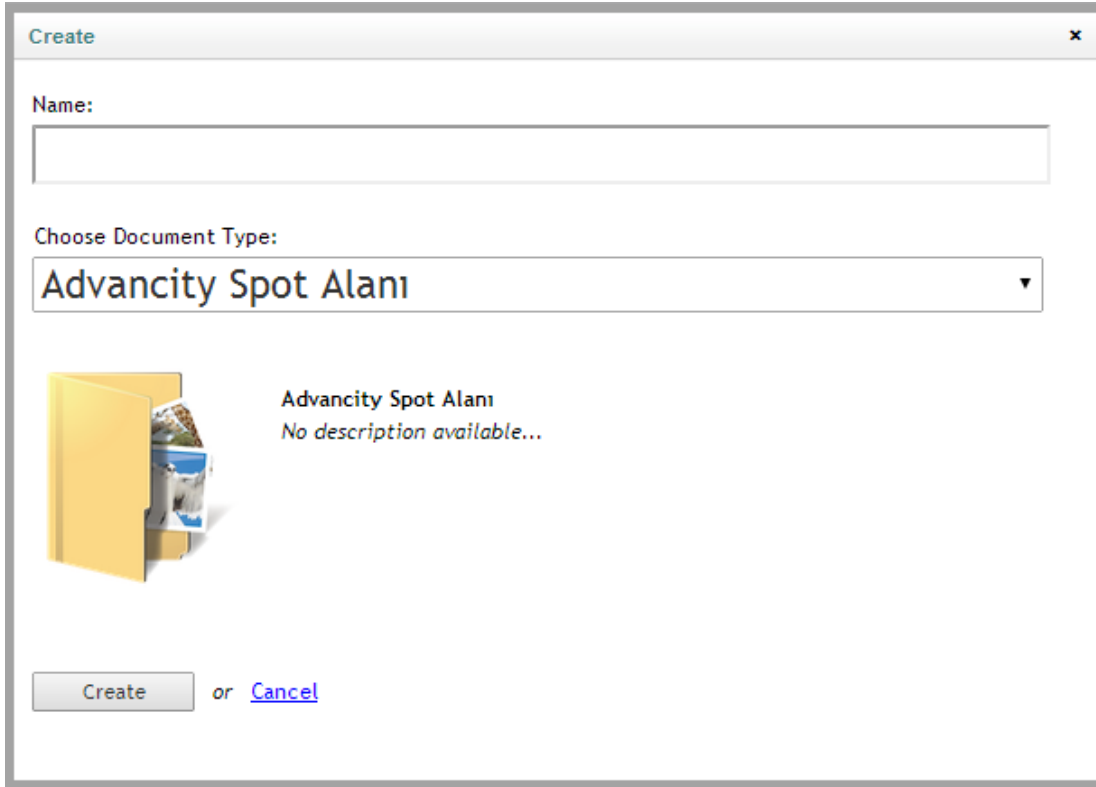 Create
Name:
Choose Document Type:
Advancity Spot Alanı
Advancity Spot Alanı
No description available...
Create or Cancel